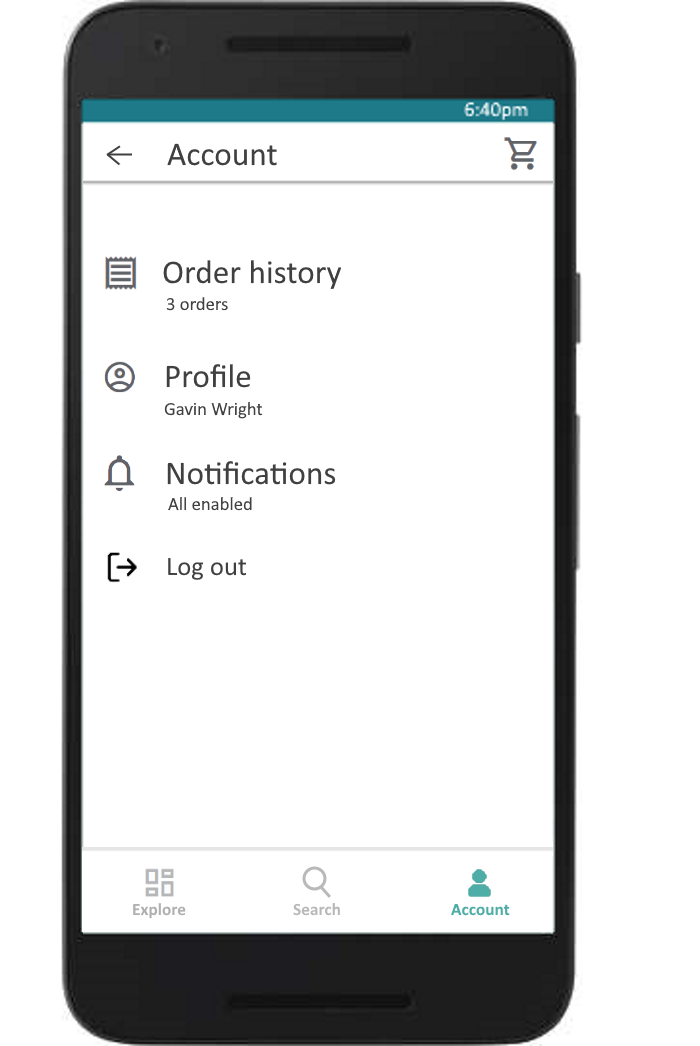 6:40pm
Account
Order history
3 orders
Profile
Gavin Wright
Notifications
All enabled
Log out
Explore
Search
Account